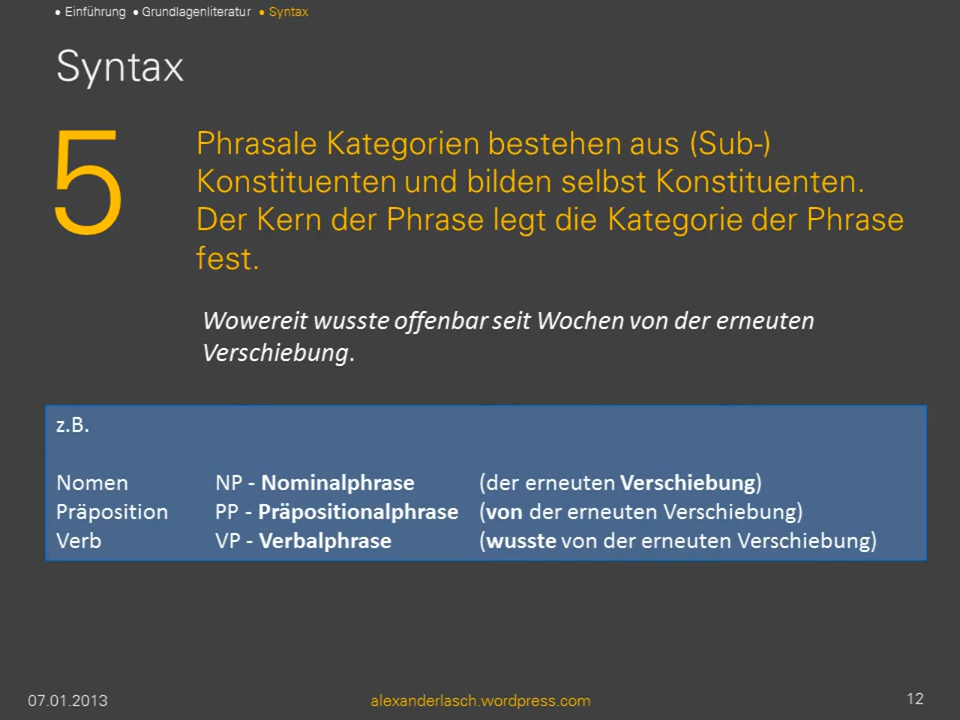 • Einführung • Grundlagenliteratur • Syntax
Syntax
5
Phrasale Kategorien bestehen aus (Sub-)
Konstituenten und bilden selbst Konstituenten.
Der Kern der Phrase legt die Kategorie der Phrase
fest.
Wowereit wusste offenbar seit Wochen von der erneuten
Verschiebung.
z.B.
Nomen NP - Nominalphrase (der erneuten Verschiebung)
Präposition PP - Präpositionalphrase (von der erneuten Verschiebung)
Verb VP - Verbalphrase (wusste von der erneuten Verschiebung)
07.01.2013 alexanderlasch.wordpress.com 12